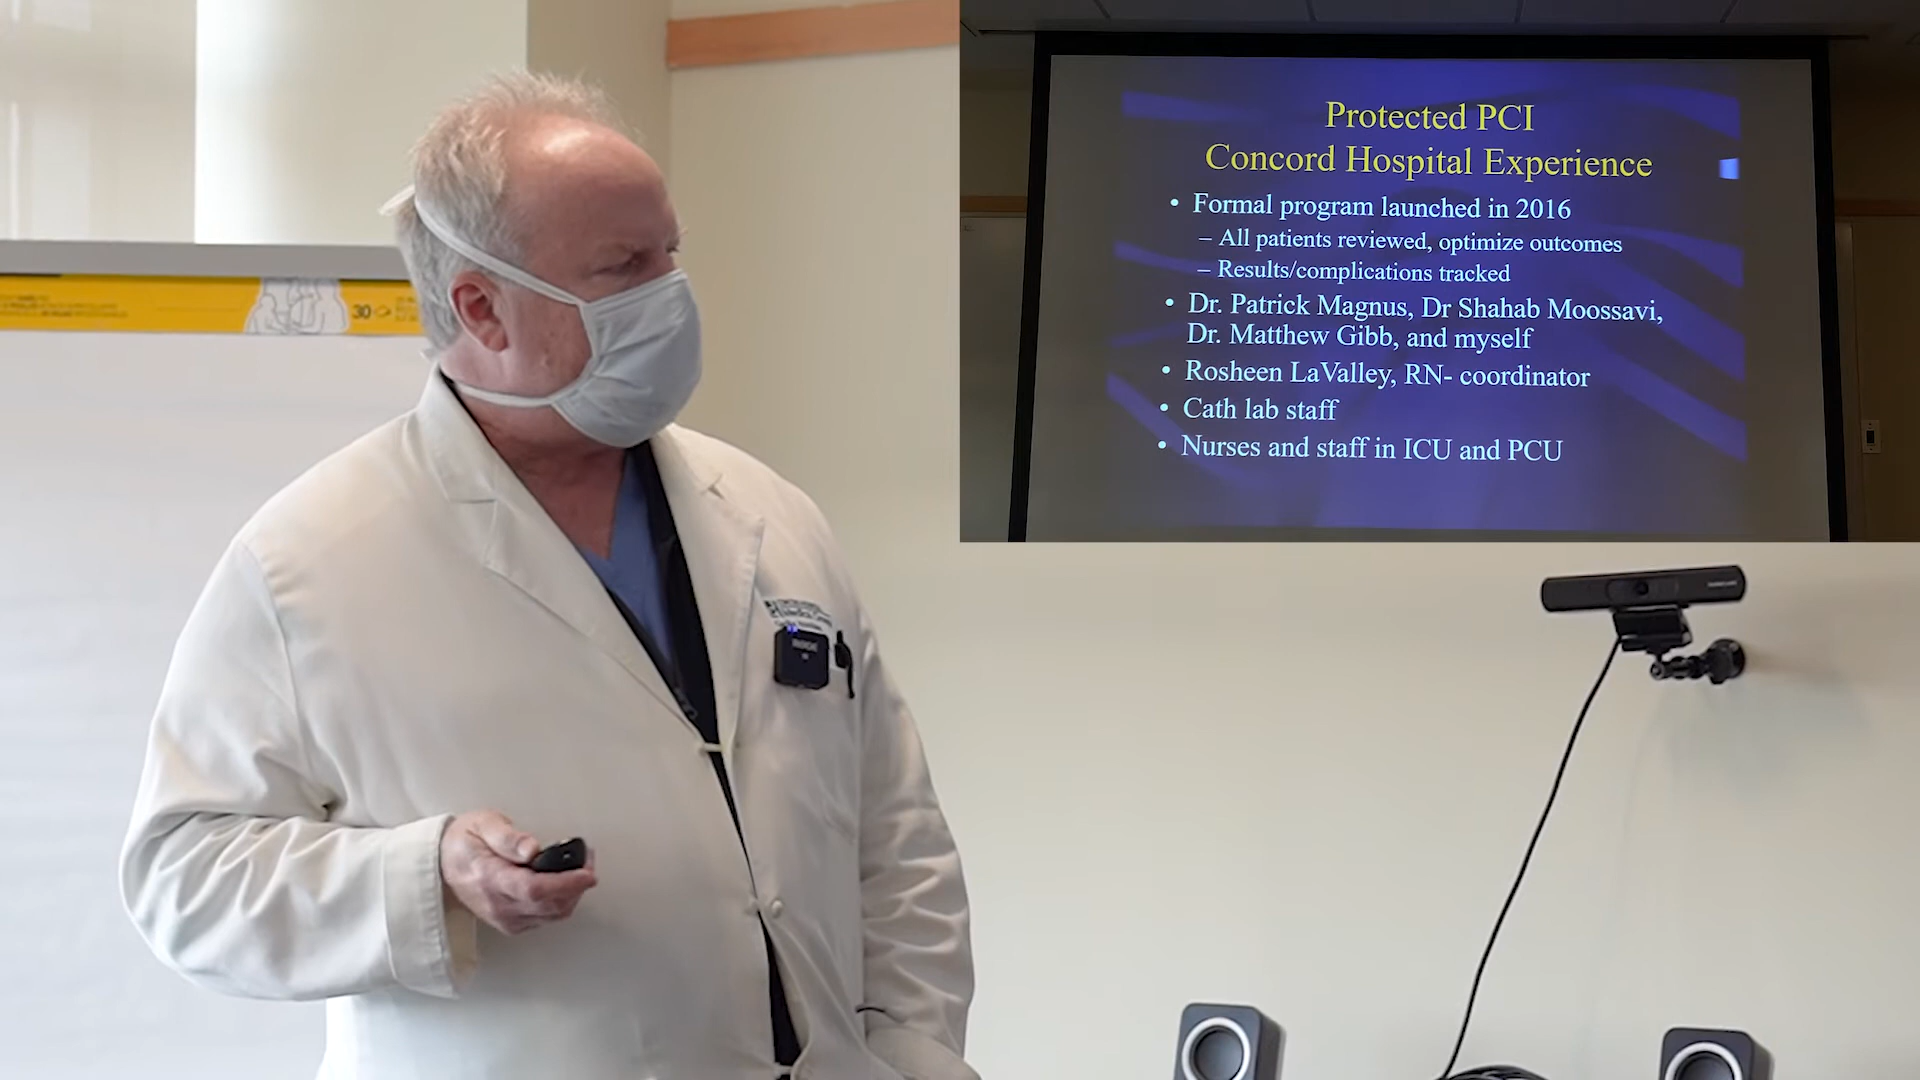 Protected PCI
Concord Hospital Experience
• Formal program launched in 2016
– All patients reviewed, optimize outcomes
– Results/complications tracked
• Dr. Patrick Magnus, Dr Shahab Moossavi,
Dr. Matthew Gibb, and myself
• Rosheen LaValley, RN- coordinator
• Cath lab staff
• Nurses and staff in ICU and PCU
30